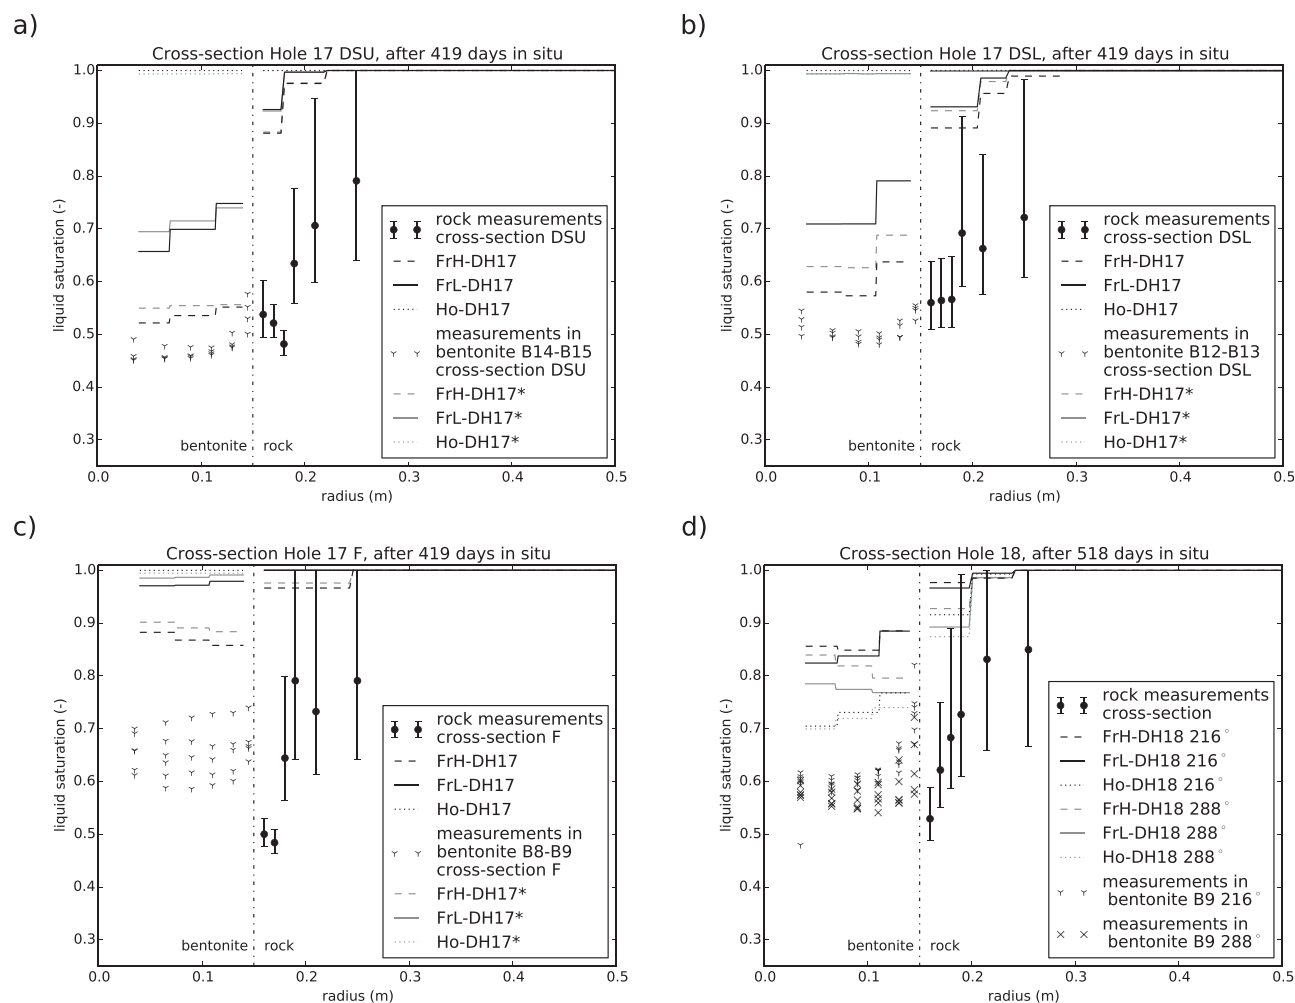 a)
Cross-section Hole 17 DSU, after 419 days in situ
1.0
0.9
0.8
0.7
0.6
0.5
0.4
0.3
liquid saturation (-)
rock measurements
cross-section DSU
FrH-DH17
FrL-DH17
Ho-DH17
measurements in
bentonite B14-B15
cross-section DSU
FrH-DH17*
FrL-DH17*
Ho-DH17*
bentonite
rock
0.0
0.1
0.2
0.3
0.4
0.5
radius (m)
b)
Cross-section Hole 17 DSL, after 419 days in situ
1.0
0.9
0.8
0.7
0.6
0.5
0.4
0.3
liquid saturation (-)
rock measurements
cross-section DSL
FrH-DH17
FrL-DH17
Ho-DH17
measurements in
bentonite B12-B13
cross-section DSL
FrH-DH17*
FrL-DH17*
Ho-DH17*
bentonite
rock
0.0
0.1
0.2
0.3
0.4
0.5
radius (m)
c)
Cross-section Hole 17 F, after 419 days in situ
1.0
0.9
0.8
0.7
0.6
0.5
0.4
0.3
liquid saturation (-)
rock measurements
cross-section F
FrH-DH17
FrL-DH17
Ho-DH17
measurements in
bentonite B8-B9
cross-section F
FrH-DH17*
FrL-DH17*
Ho-DH17*
bentonite
rock
0.0
0.1
0.2
0.3
0.4
0.5
radius (m)
d)
Cross-section Hole 18, after 518 days in situ
1.0
0.9
0.8
0.7
0.6
0.5
0.4
0.3
liquid saturation (-)
rock measurements
cross-section
FrH-DH18 216°
FrL-DH18 216°
Ho-DH18 216°
FrH-DH18 288°
FrL-DH18 288°
Ho-DH18 288°
measurements in
bentonite B9 216°
measurements in
bentonite B9 288°
bentonite
rock
0.0
0.1
0.2
0.3
0.4
0.5
radius (m)